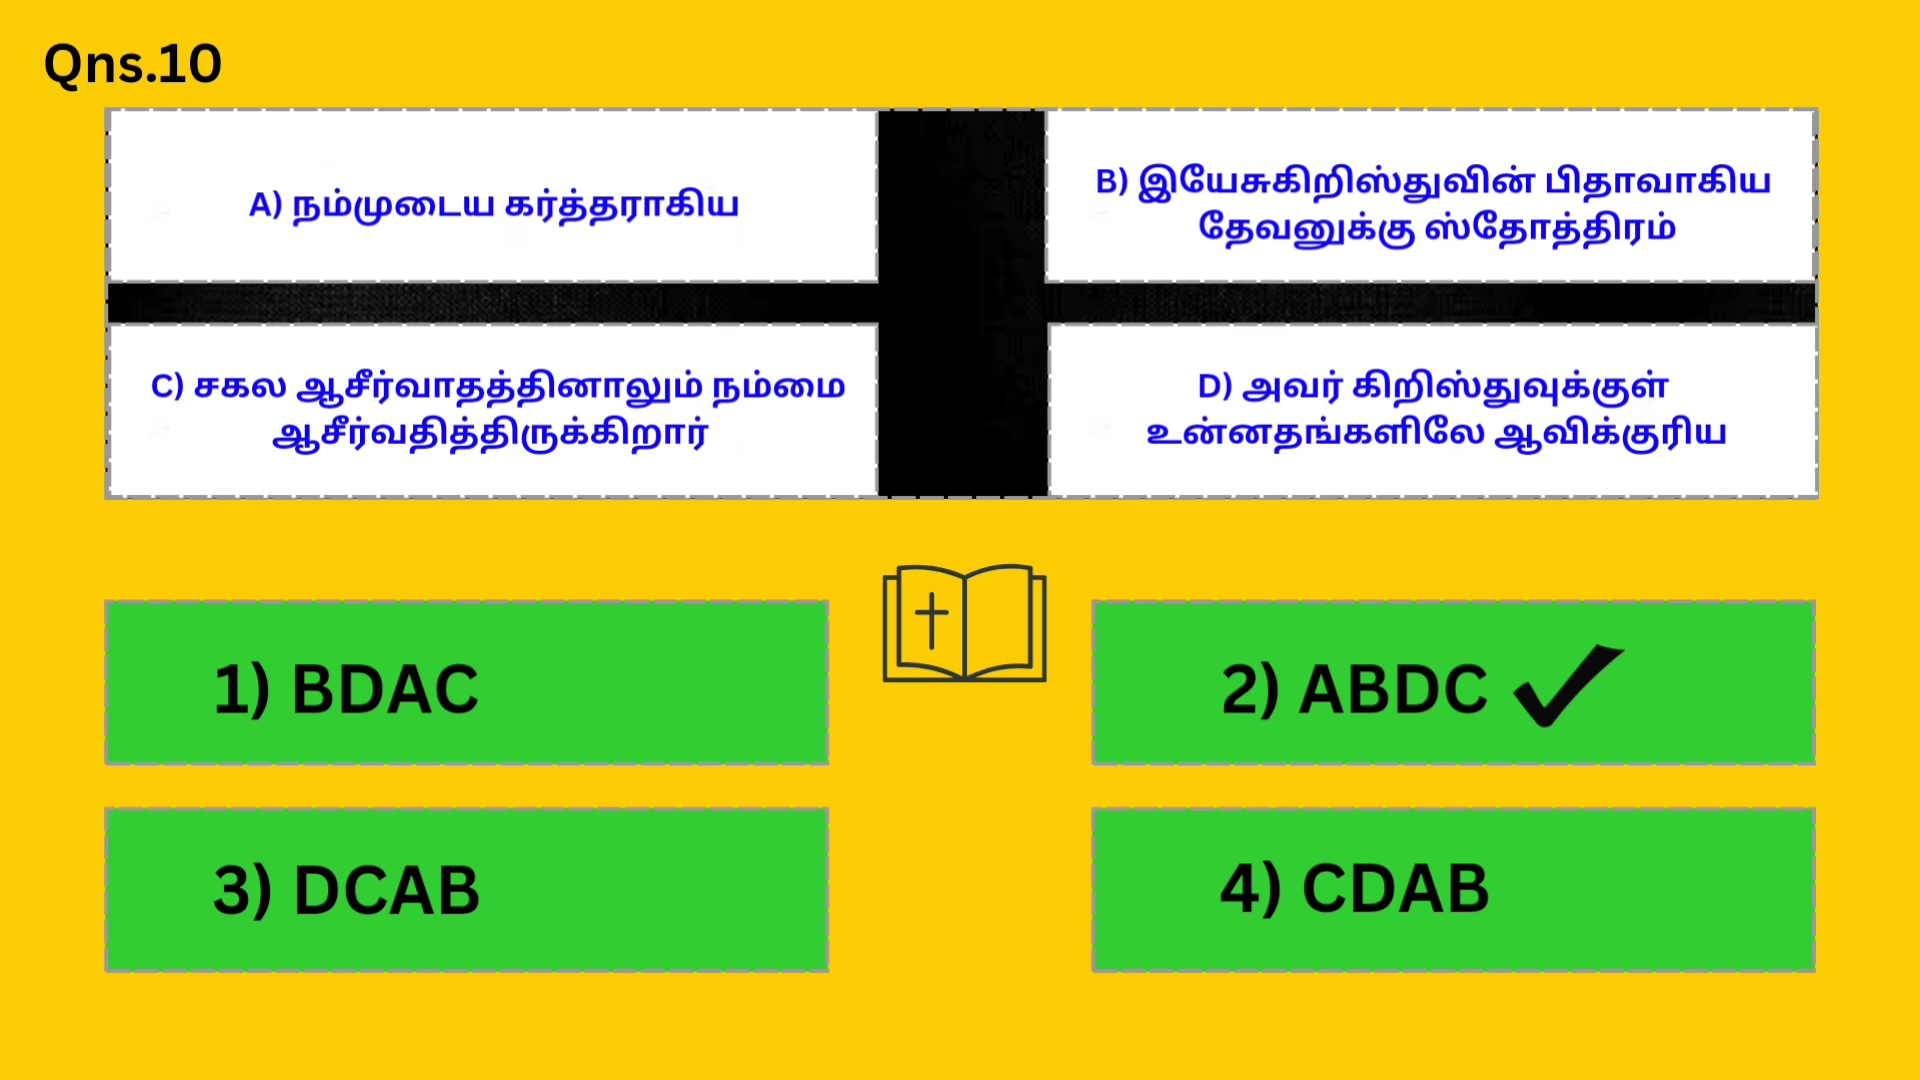 Qns.10
A) நம்முடைய கர்த்தராகிய
B) இயேசுகிறிஸ்துவின் பிதாவாகிய
தேவனுக்கு ஸ்தோத்திரம்
C) சகல ஆசீர்வாதத்தினாலும் நம்மை
ஆசீர்வதித்திருக்கிறார்
D) அவர் கிறிஸ்துவுக்குள்
உன்னதங்களிலே ஆவிக்குரிய
1) BDAC
2) ABDC
3) DCAB
4) CDAB